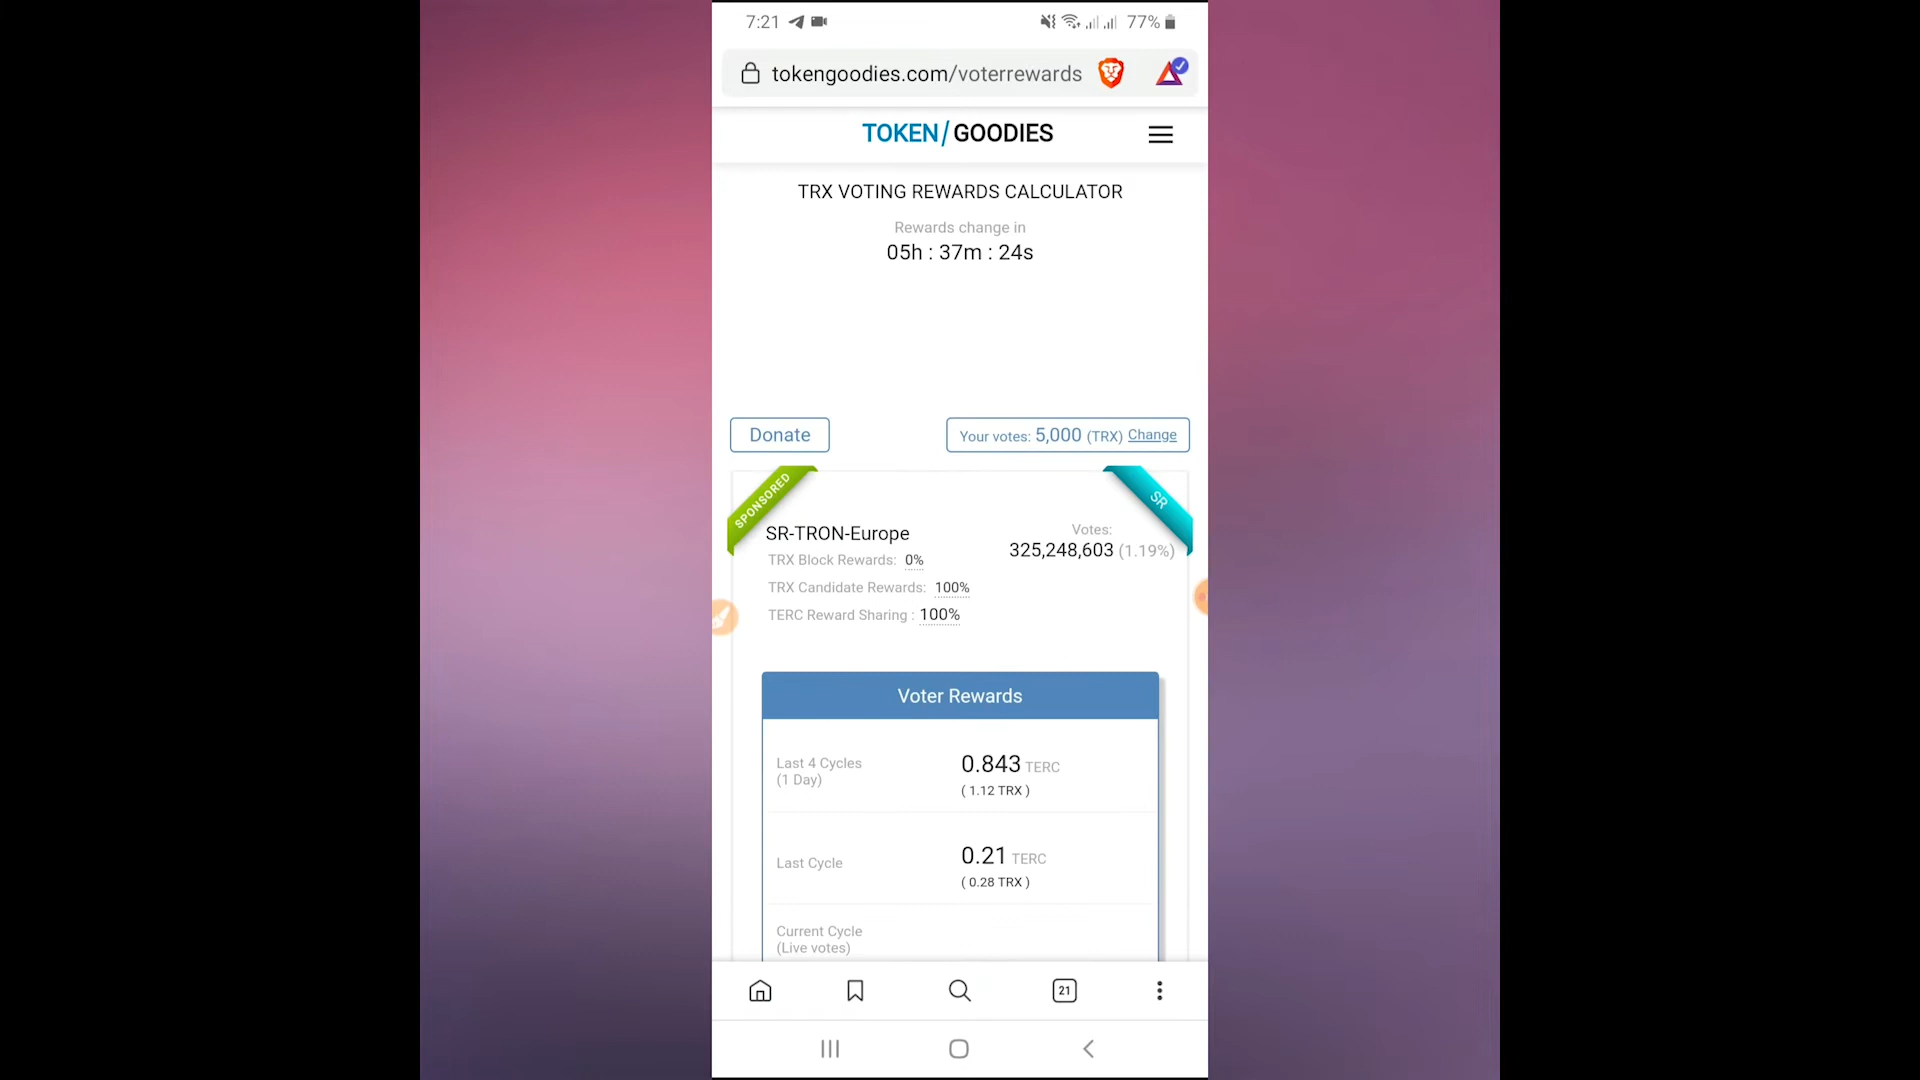 7:21 77%
tokengoodies.com/voterrewards
TOKEN/GOODIES
TRX VOTING REWARDS CALCULATOR
Rewards change in
05h : 37m : 24s
Donate
Your votes: 5,000 (TRX) Change
SPONSORED
SR
SR-TRON-Europe
Votes:
325,248,603 (1.19%)
TRX Block Rewards: 0%
TRX Candidate Rewards: 100%
TERC Reward Sharing : 100%
Voter Rewards
Last 4 Cycles
(1 Day)
0.843 TERC
( 1.12 TRX )
Last Cycle
0.21 TERC
( 0.28 TRX )
Current Cycle
(Live votes)
21